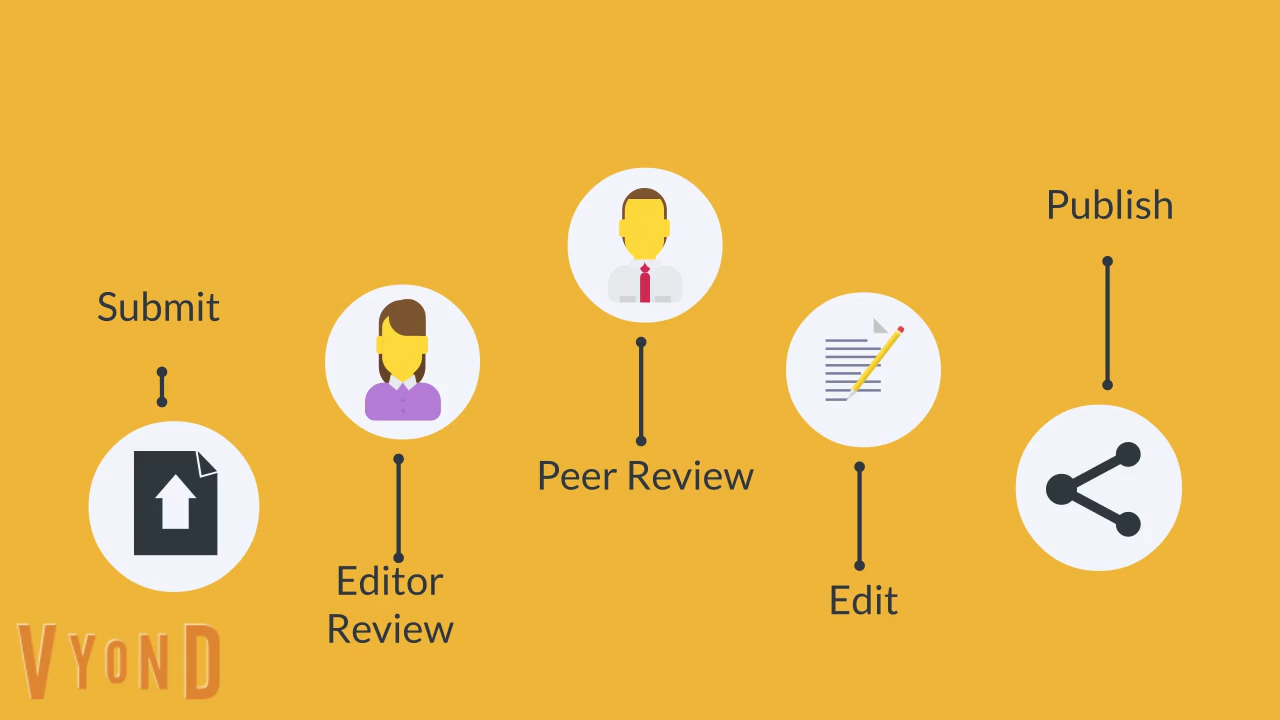 Submit
Editor
Review
Peer Review
Edit
Publish
VYOND